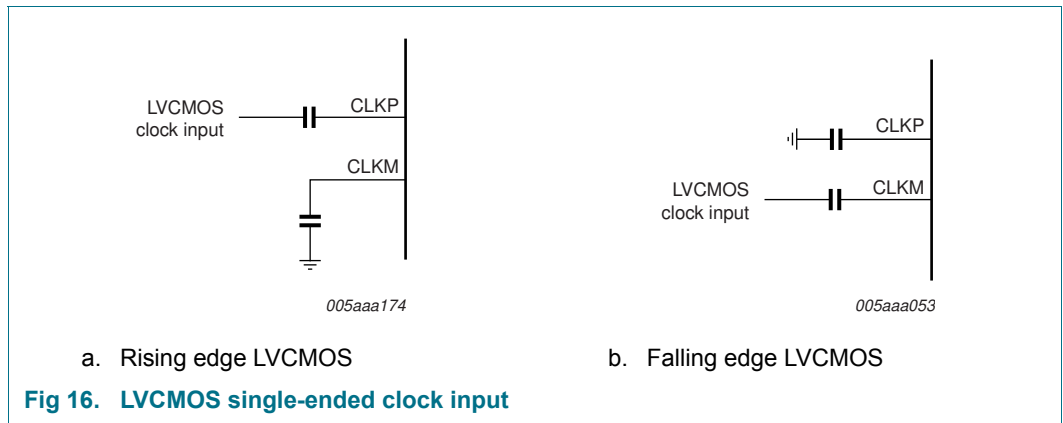 LVCMOS
clock input
CLKP
CLKM
005aaa174
a. Rising edge LVCMOS
CLKP
LVCMOS
clock input
CLKM
005aaa053
b. Falling edge LVCMOS
Fig 16. LVCMOS single-ended clock input